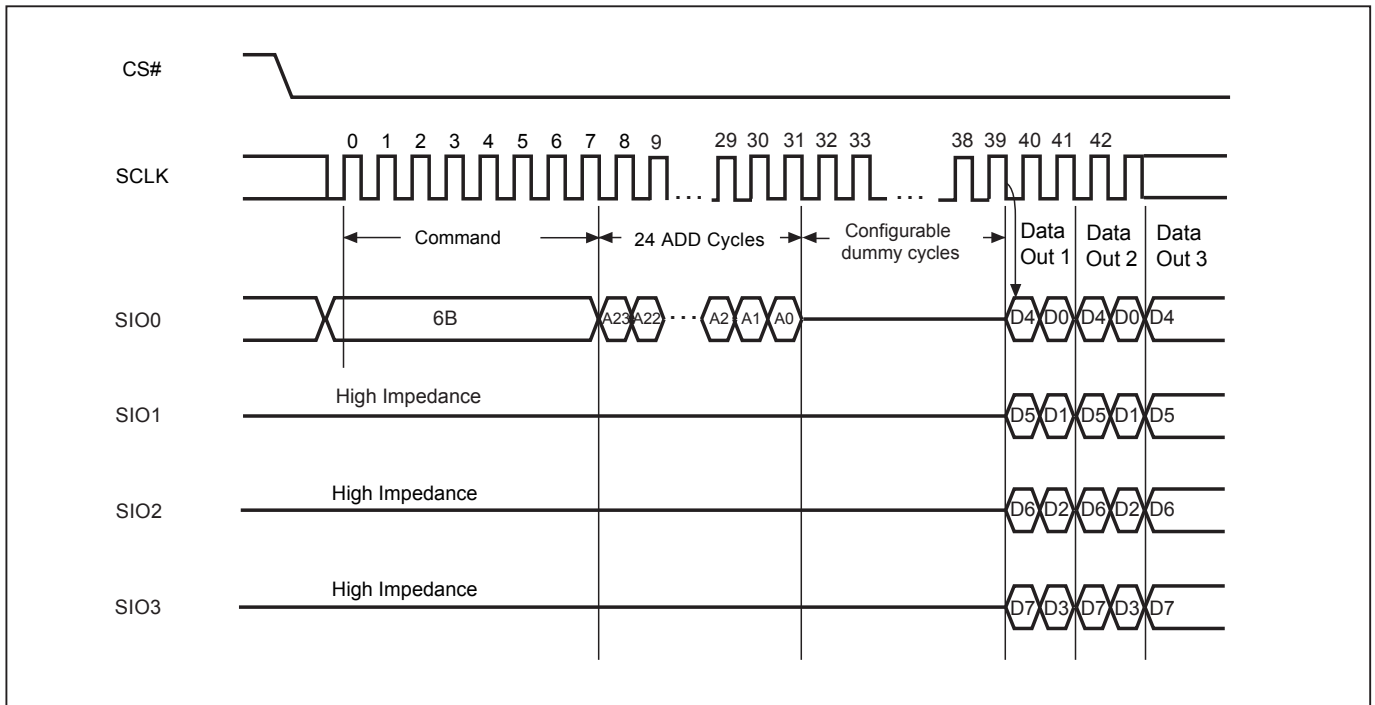 CS#
0 1 2 3 4 5 6 7 8 9 29 30 31 32 33 38 39 40 41 42
SCLK
. . . . . .
Command 24 ADD Cycles Configurable dummy cycles Data Out 1 Data Out 2 Data Out 3
SIO0 6B A23 A22 . . . A2 A1 A0 D4 D0 D4 D0 D4
High Impedance
SIO1 D5 D1 D5 D1 D5
High Impedance
SIO2 D6 D2 D6 D2 D6
High Impedance
SIO3 D7 D3 D7 D3 D7